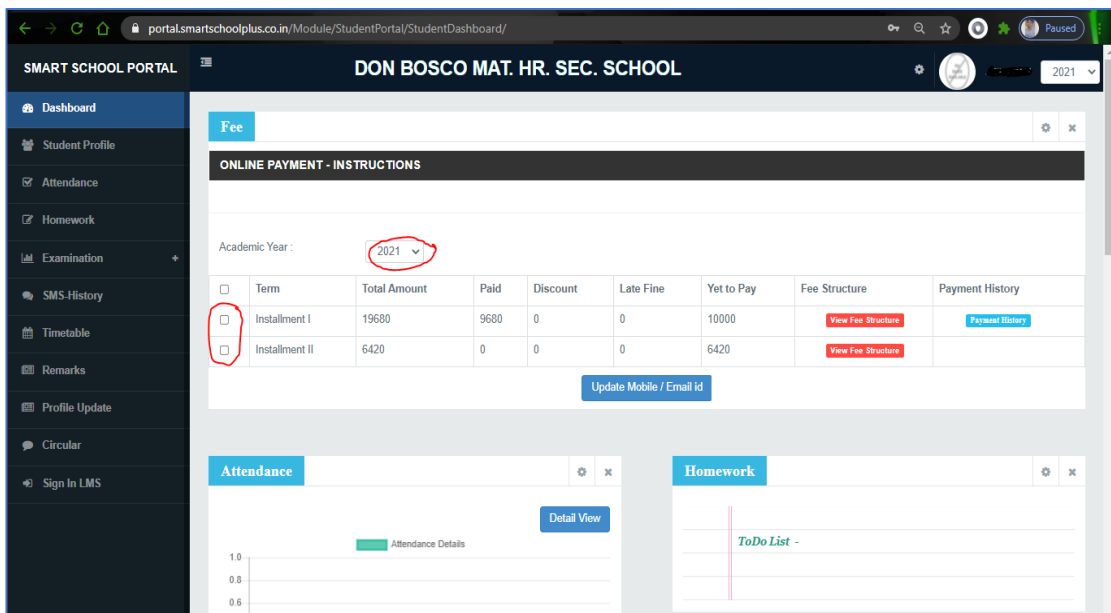 portal.smartschoolplus.co.in/Module/StudentPortal/StudentDashboard/
Paused
SMART SCHOOL PORTAL
DON BOSCO MAT. HR. SEC. SCHOOL
2021
Dashboard
Student Profile
Attendance
Homework
Examination +
SMS-History
Timetable
Remarks
Profile Update
Circular
Sign In LMS
Fee
ONLINE PAYMENT - INSTRUCTIONS
Academic Year : 2021
Term Total Amount Paid Discount Late Fine Yet to Pay Fee Structure Payment History
Installment I 19680 9680 0 0 10000 View Fee Structure Payment History
Installment II 6420 0 0 0 6420 View Fee Structure
Update Mobile / Email id
Attendance
Detail View
Attendance Details
1.0
0.8
0.6
Homework
ToDo List -